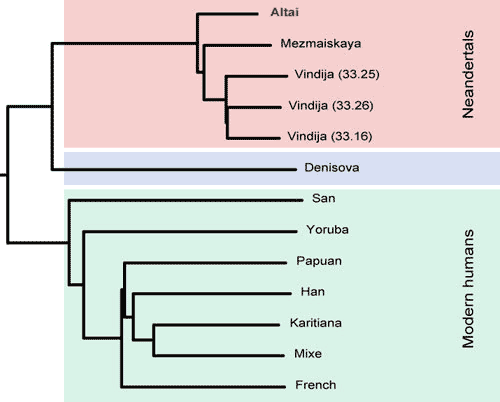 Altai
Mezmaiskaya
Vindija (33.25)
Vindija (33.26)
Vindija (33.16)
Neandertals
Denisova
San
Yoruba
Papuan
Han
Karitiana
Mixe
French
Modern humans